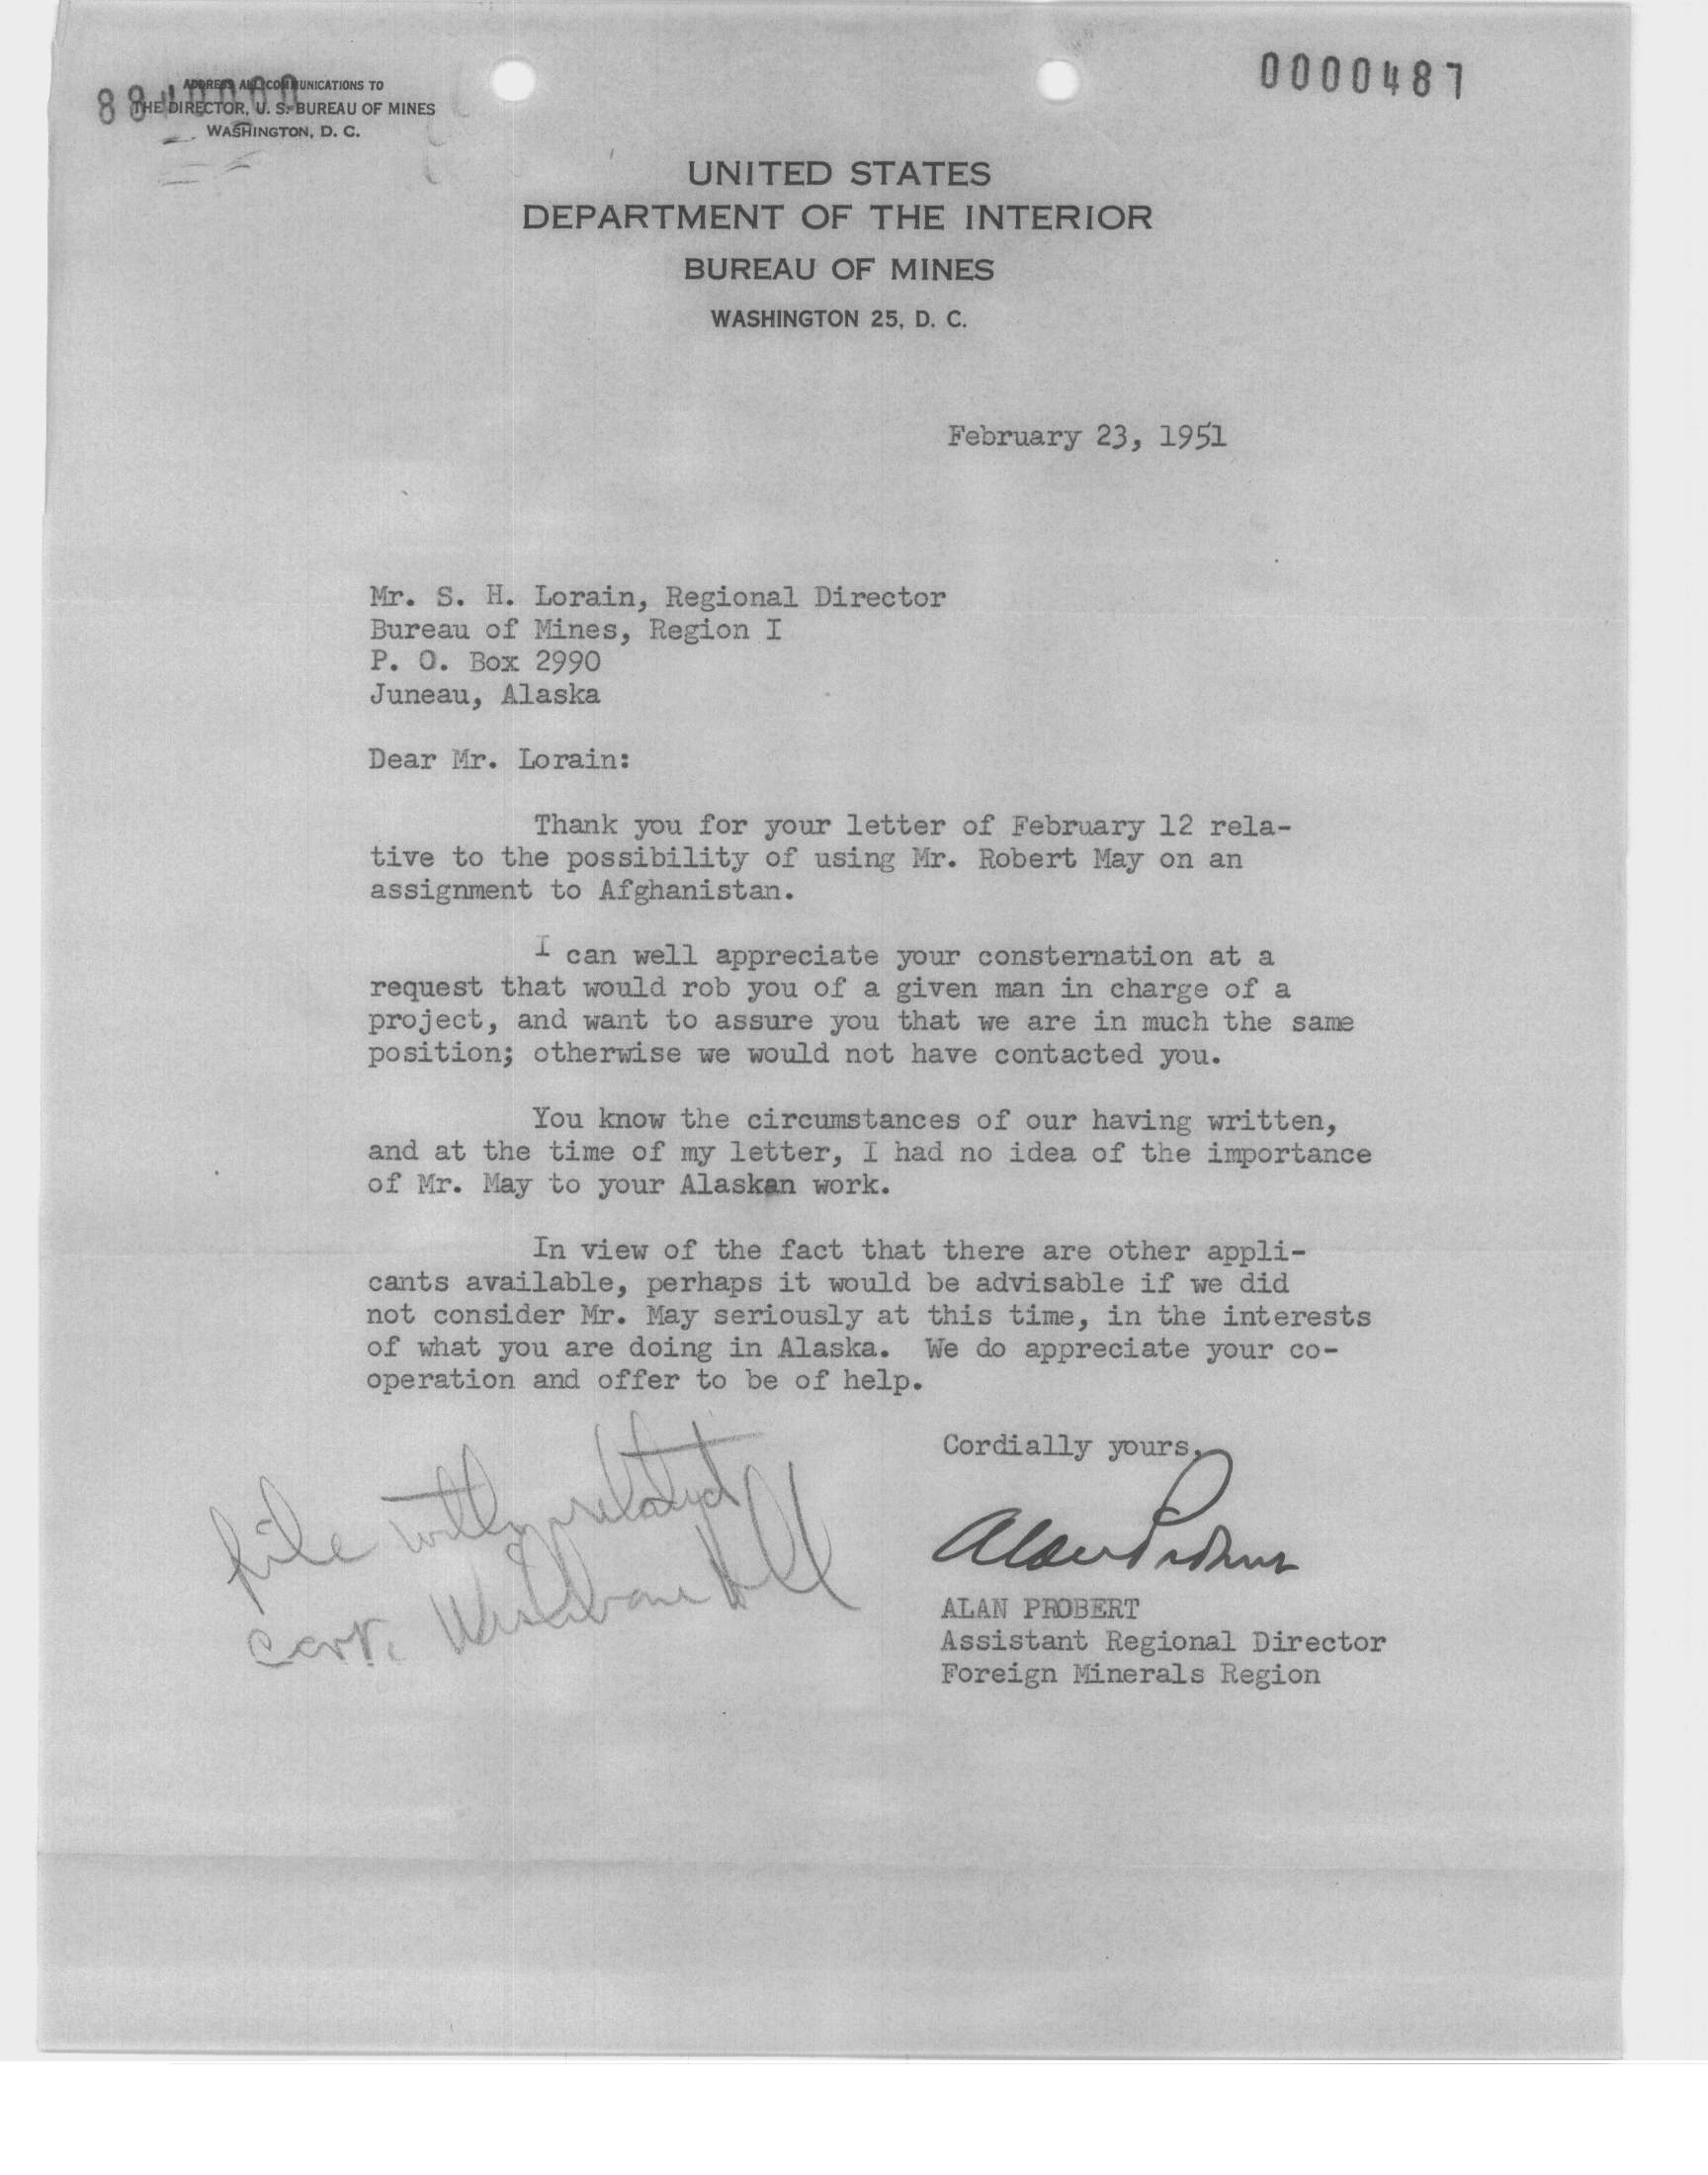 0000487
ADDRESS ALL COMMUNICATIONS TO
THE DIRECTOR, U. S. BUREAU OF MINES
WASHINGTON, D. C.
UNITED STATES
DEPARTMENT OF THE INTERIOR
BUREAU OF MINES
WASHINGTON 25, D. C.
February 23, 1951
Mr. S. H. Lorain, Regional Director
Bureau of Mines, Region I
P. O. Box 2990
Juneau, Alaska
Dear Mr. Lorain:
Thank you for your letter of February 12 rela-
tive to the possibility of using Mr. Robert May on an
assignment to Afghanistan.
I can well appreciate your consternation at a
request that would rob you of a given man in charge of a
project, and want to assure you that we are in much the same
position; otherwise we would not have contacted you.
You know the circumstances of our having written,
and at the time of my letter, I had no idea of the importance
of Mr. May to your Alaskan work.
In view of the fact that there are other appli-
cants available, perhaps it would be advisable if we did
not consider Mr. May seriously at this time, in the interests
of what you are doing in Alaska.  We do appreciate your co-
operation and offer to be of help.
Cordially yours,
Alan Probert
ALAN PROBERT
Assistant Regional Director
Foreign Minerals Region
file with related
corr.